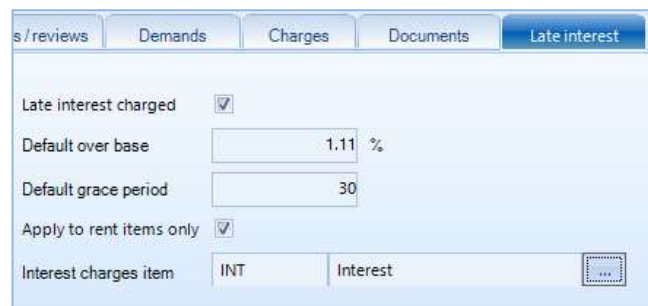 s / reviews Demands Charges Documents Late interest
Late interest charged
Default over base 1.11 %
Default grace period 30
Apply to rent items only
Interest charges item INT Interest ...